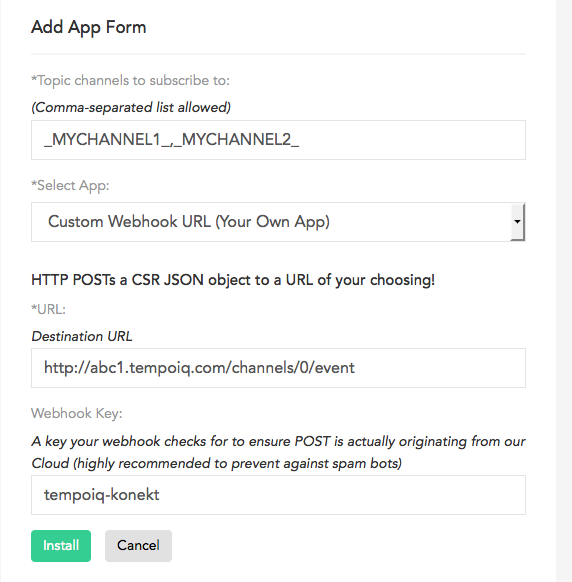 Add App Form
*Topic channels to subscribe to:
(Comma-separated list allowed)
_MYCHANNEL1_,_MYCHANNEL2_
*Select App:
Custom Webhook URL (Your Own App)
HTTP POSTs a CSR JSON object to a URL of your choosing!
*URL:
Destination URL
http://abc1.tempoiq.com/channels/0/event
Webhook Key:
A key your webhook checks for to ensure POST is actually originating from our
Cloud (highly recommended to prevent against spam bots)
tempoiq-konekt
Install Cancel